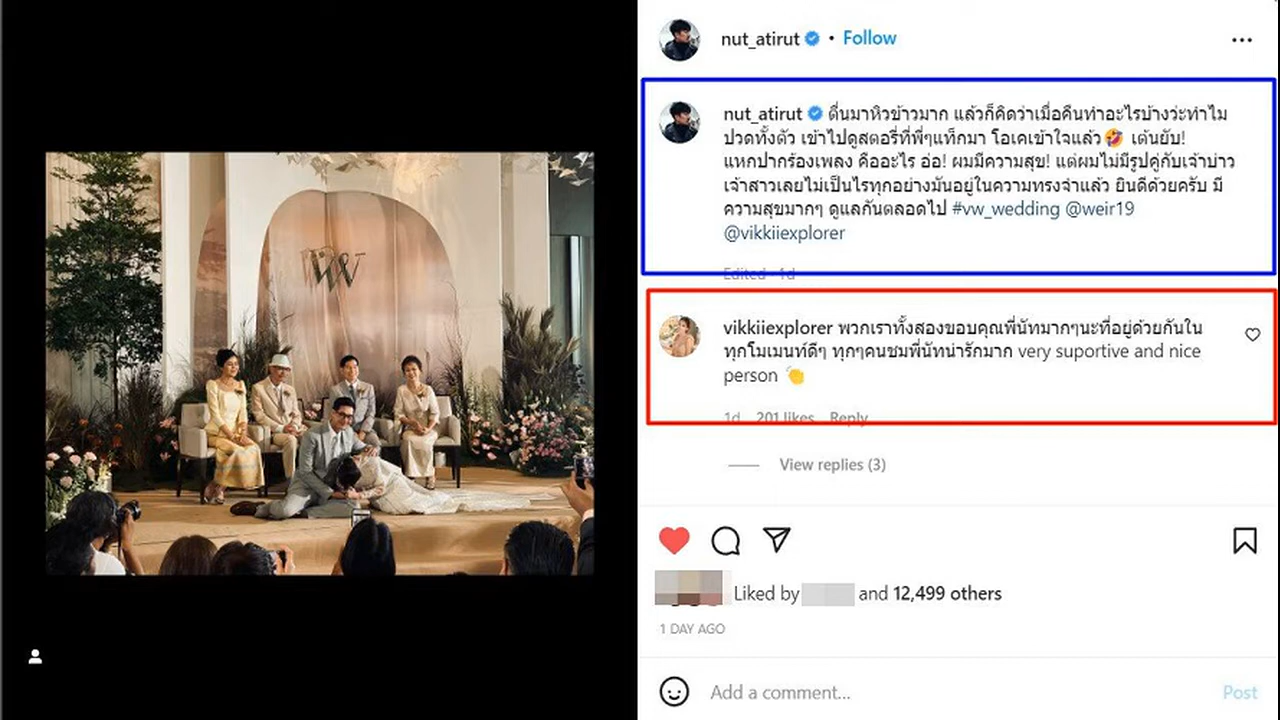 VW
nut_atirut • Follow
nut_atirut ตื่นมาหิวข้าวมาก แล้วก็คิดว่าเมื่อคืนทำอะไรบ้างวะทำไม
ปวดทั้งตัว เข้าไปดูสตอรี่ที่พี่ๆแท็กมา โอเคเข้าใจแล้ว🤣 เต้นยับ!
แหกปากร้องเพลง คืออะไร อ่อ! ผมมีความสุข! แต่ผมไม่มีรูปคู่กับเจ้าบ่าว
เจ้าสาวเลยไม่เป็นไรทุกอย่างมันอยู่ในความทรงจำแล้ว ยินดีด้วยครับ มี
ความสุขมากๆ ดูแลกันตลอดไป #vw_wedding @weir19
@vikkiiexplorer
Edited · 1d
vikkiiexplorer พวกเราทั้งสองขอบคุณพี่นัทมากๆนะที่อยู่ด้วยกันใน
ทุกโมเมนท์ดีๆ ทุกๆคนชมพี่นัทน่ารักมาก very suportive and nice
person 👏
1d 201 likes Reply
View replies (3)
Liked by and 12,499 others
1 DAY AGO
Add a comment...
Post